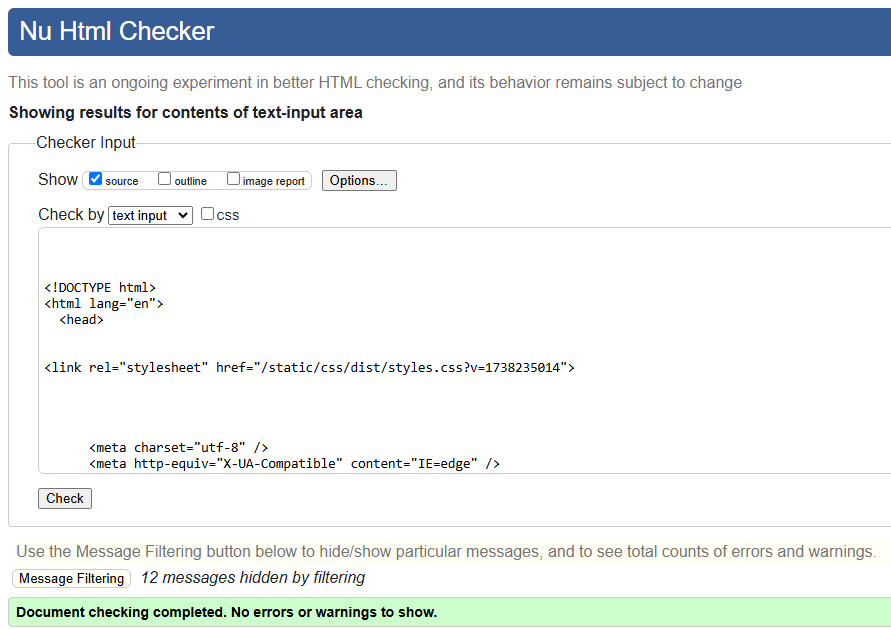 Nu Html Checker
This tool is an ongoing experiment in better HTML checking, and its behavior remains subject to change
Showing results for contents of text-input area
Checker Input
Show source outline image report Options...
Check by text input css
<!DOCTYPE html>
<html lang="en">
  <head>
<link rel="stylesheet" href="/static/css/dist/styles.css?v=1738235014">
      <meta charset="utf-8" />
      <meta http-equiv="X-UA-Compatible" content="IE=edge" />
Check
Use the Message Filtering button below to hide/show particular messages, and to see total counts of errors and warnings.
Message Filtering 12 messages hidden by filtering
Document checking completed. No errors or warnings to show.